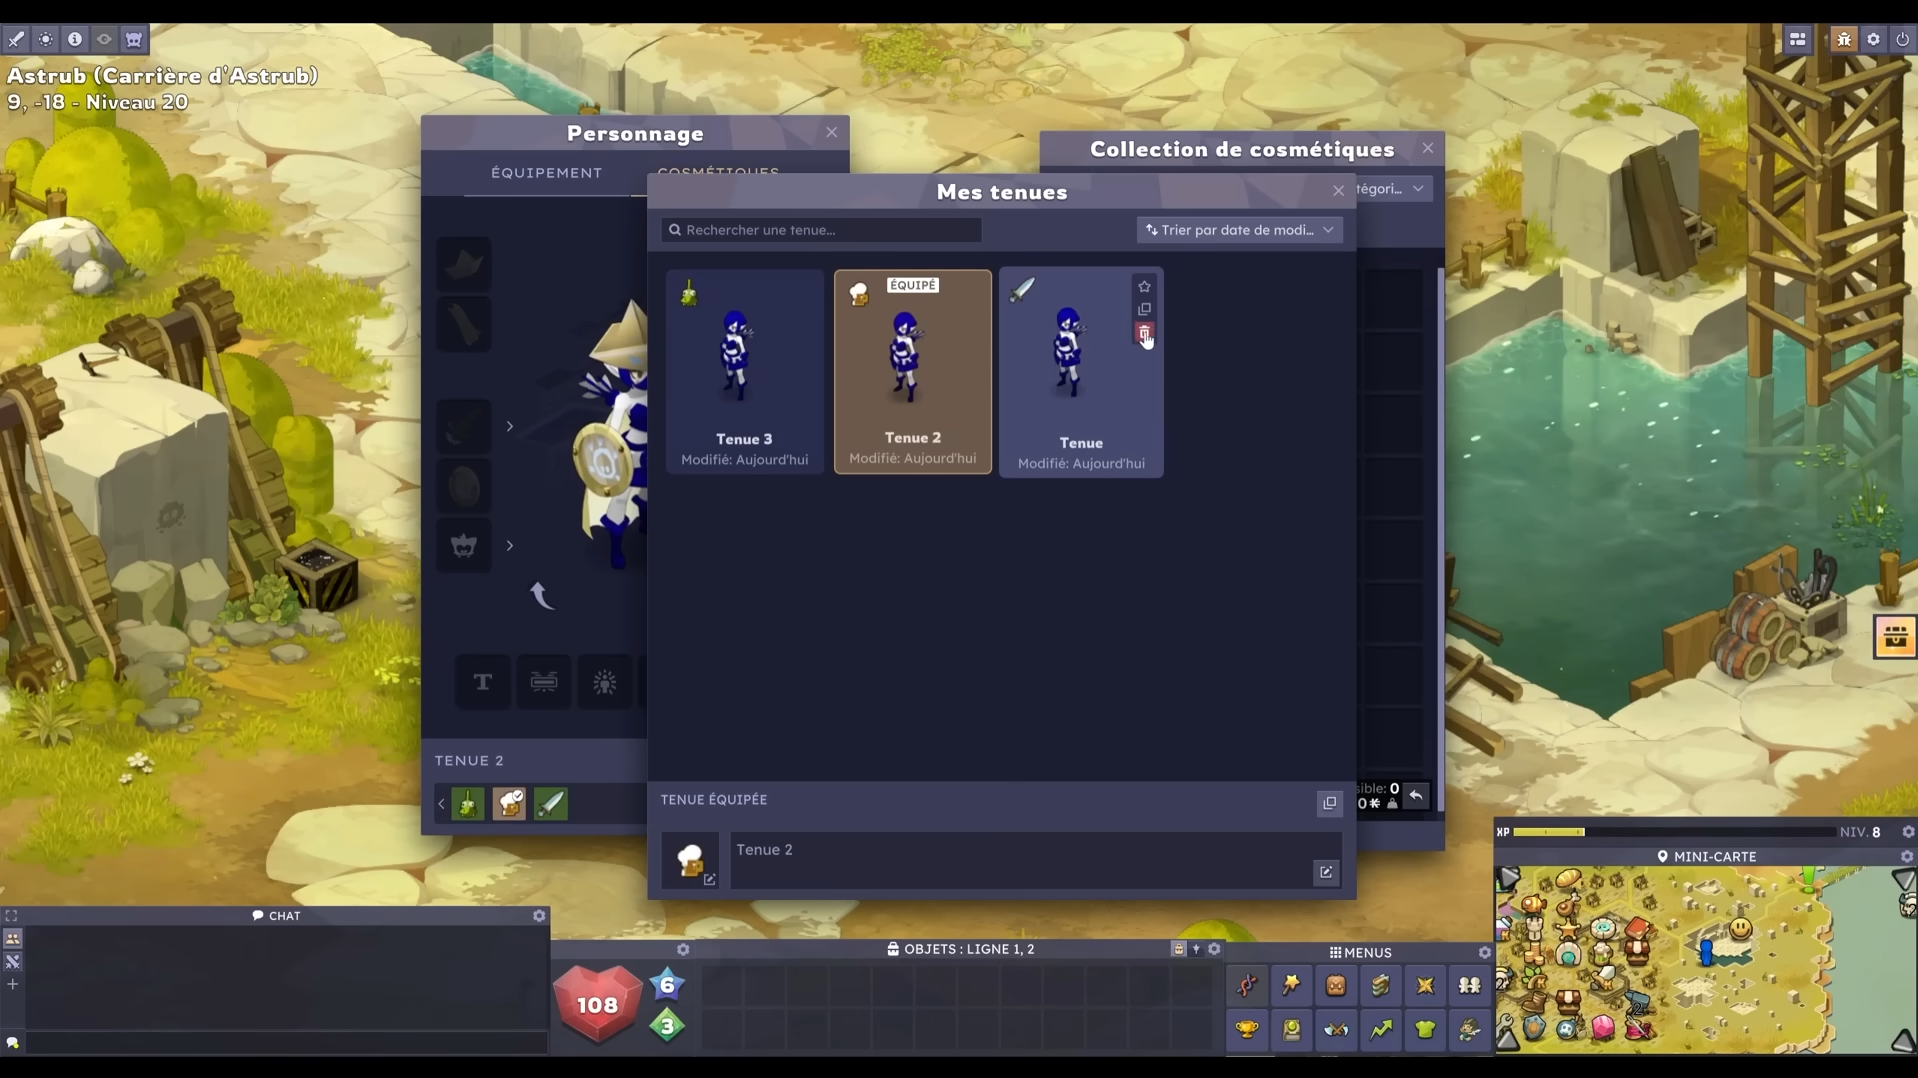 Astrub (Carrière d'Astrub)
9, -18 - Niveau 20
Personnage
ÉQUIPEMENT
COSMÉTIQUES
Collection de cosmétiques
tégori...
Mes tenues
Rechercher une tenue...
Trier par date de modi...
Tenue 3
Modifié: Aujourd'hui
ÉQUIPÉ
Tenue 2
Modifié: Aujourd'hui
Tenue
Modifié: Aujourd'hui
T
TENUE 2
TENUE ÉQUIPÉE
Tenue 2
sible: 0
0
XP
NIV. 8
MINI-CARTE
CHAT
108
6
3
OBJETS : LIGNE 1, 2
MENUS